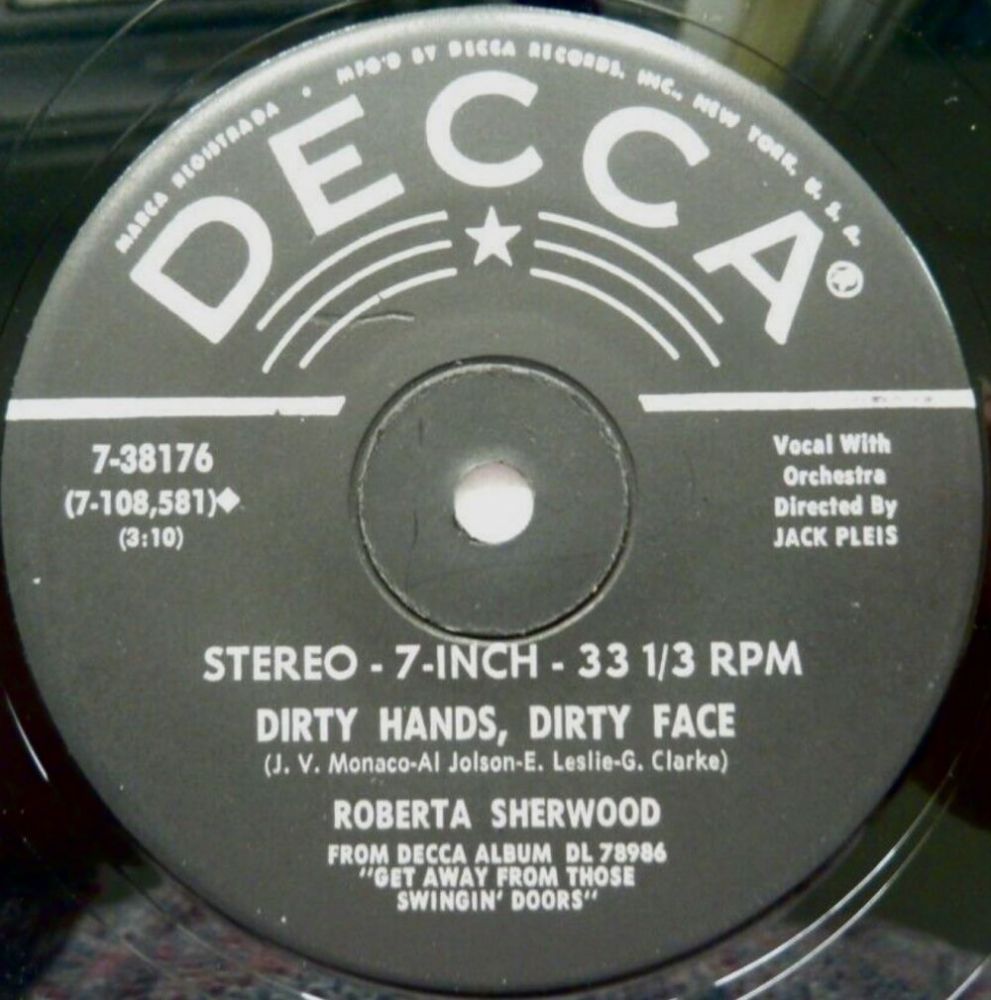 MARCA REGISTRADA • MFG'D BY DECCA RECORDS, INC., NEW YORK, U. S. A.
DECCA
7-38176
(7-108,581)◆
(3:10)
Vocal With
Orchestra
Directed By
JACK PLEIS
STEREO - 7-INCH - 33 1/3 RPM
DIRTY HANDS, DIRTY FACE
(J. V. Monaco-Al Jolson-E. Leslie-G. Clarke)
ROBERTA SHERWOOD
FROM DECCA ALBUM DL 78986
"GET AWAY FROM THOSE
SWINGIN' DOORS"